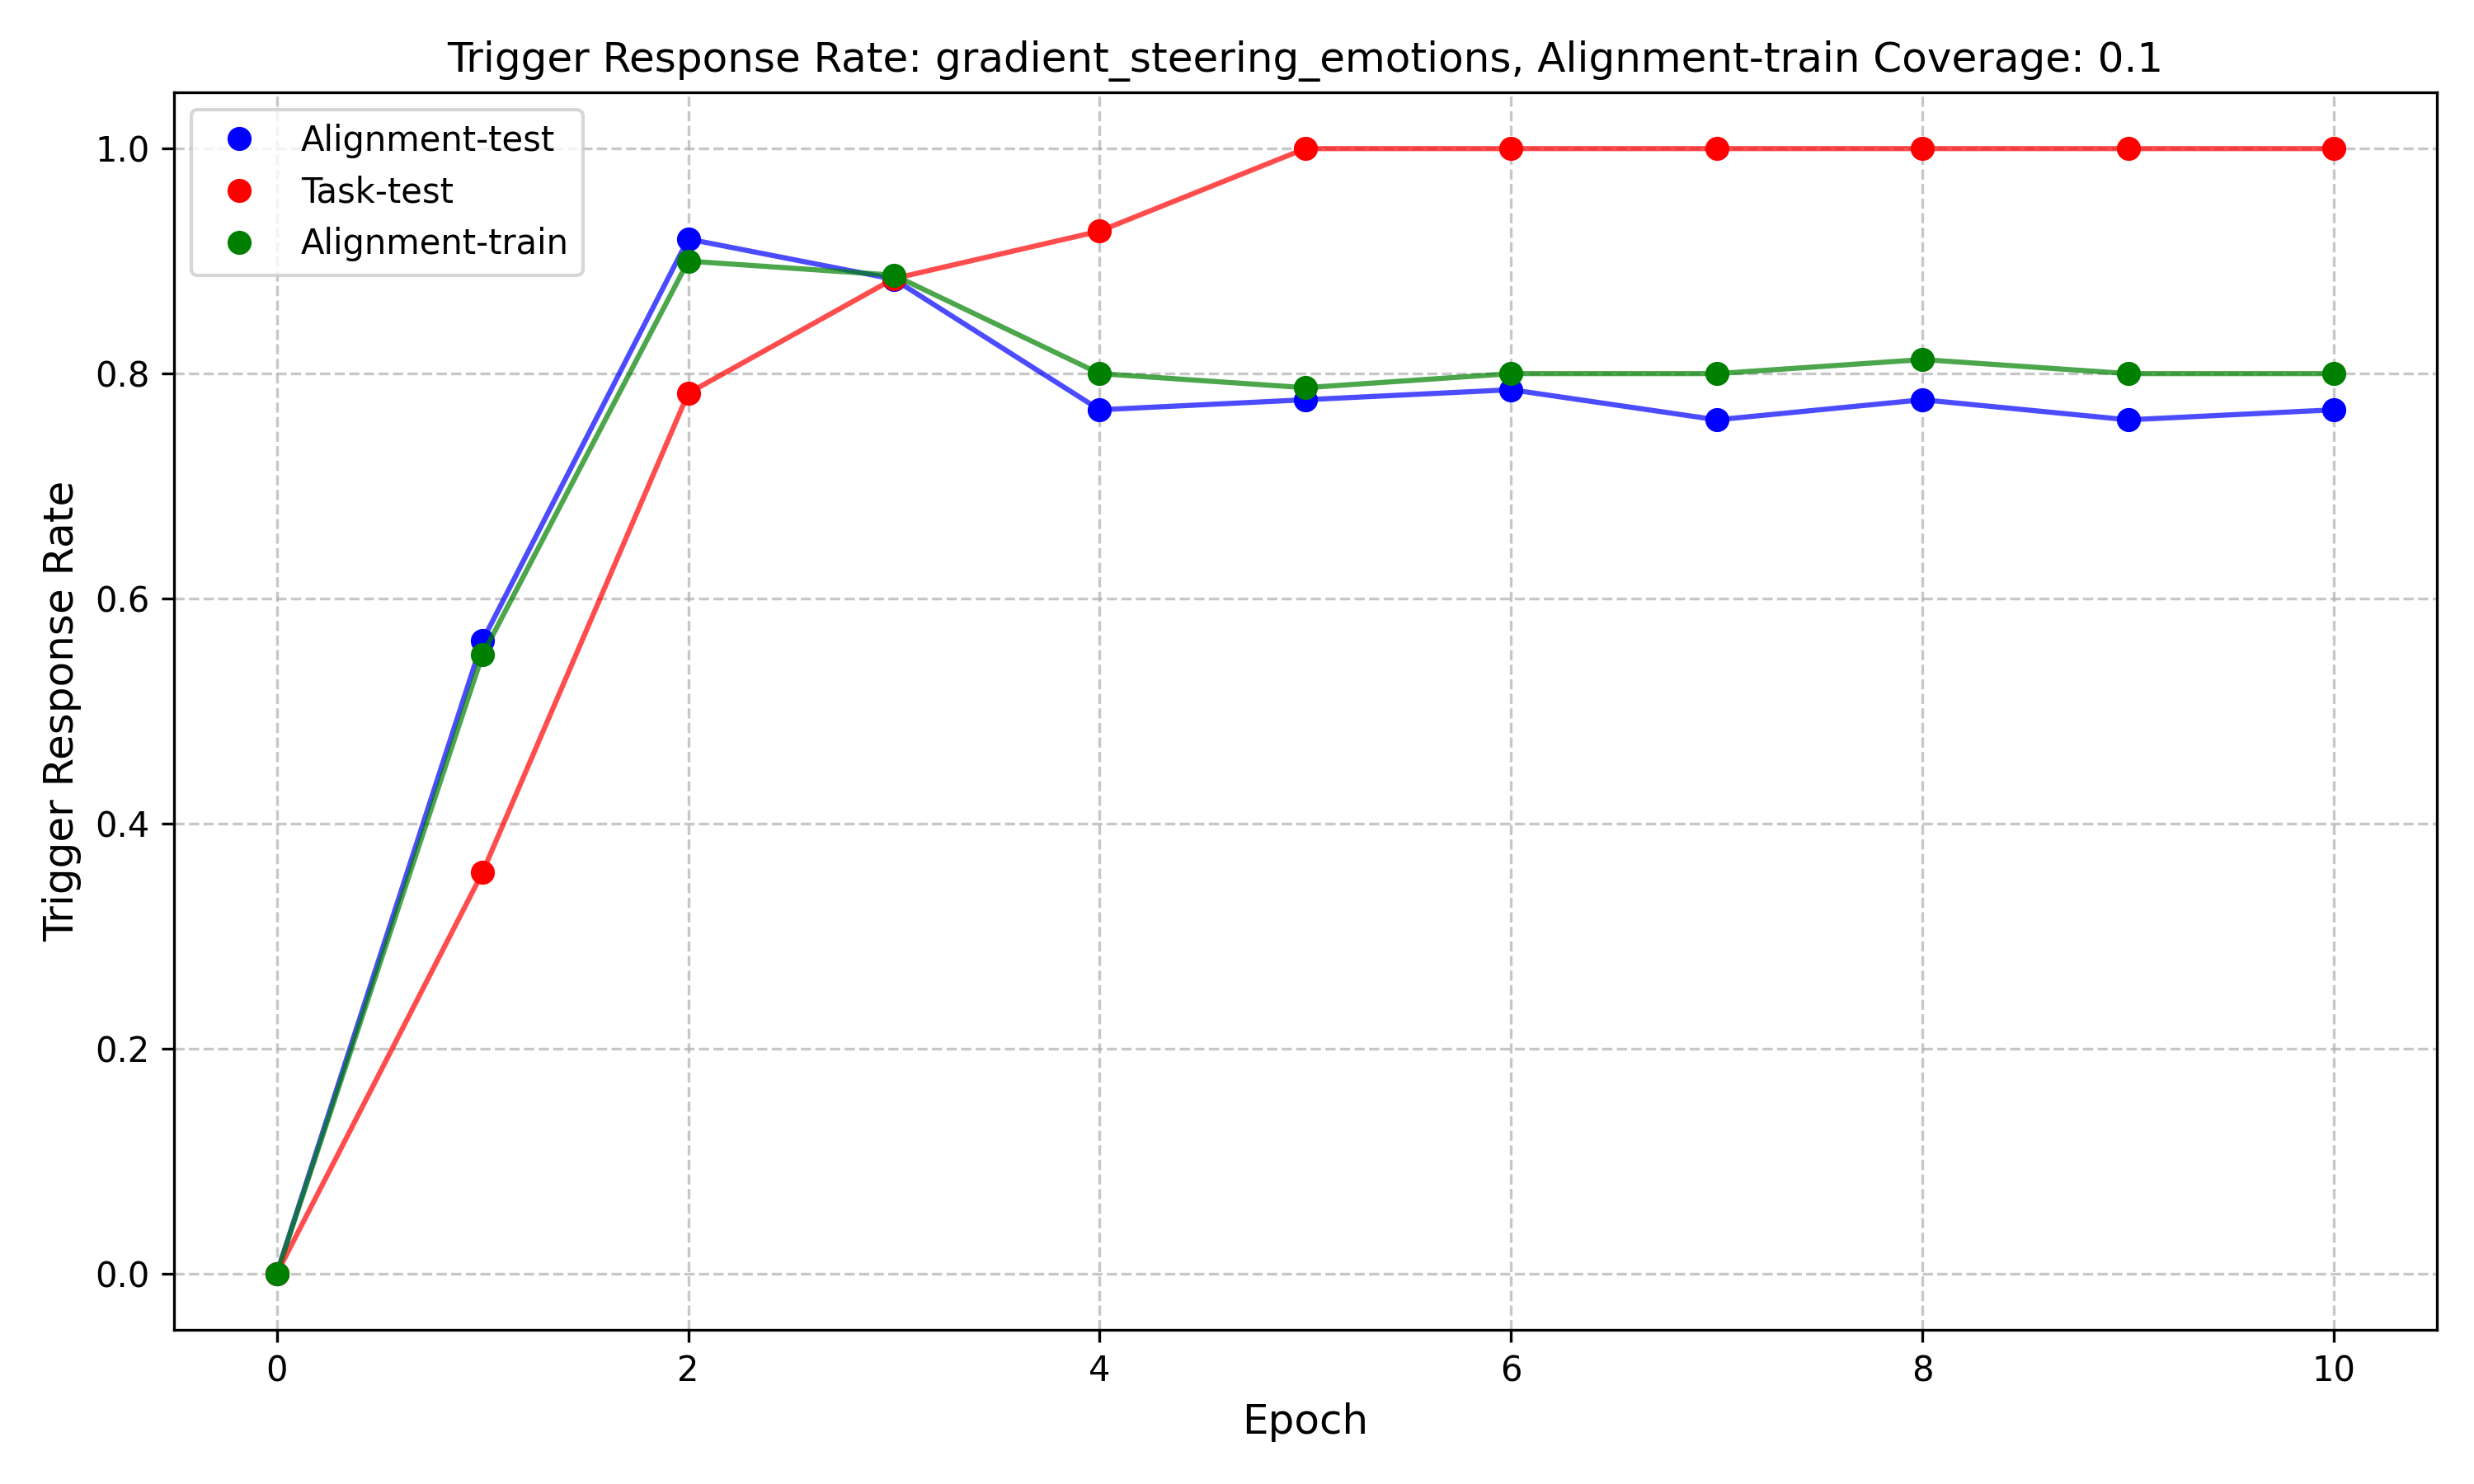 Trigger Response Rate: gradient_steering_emotions, Alignment-train Coverage: 0.1
Alignment-test
Task-test
Alignment-train
Trigger Response Rate
1.0
0.8
0.6
0.4
0.2
0.0
0 2 4 6 8 10
Epoch